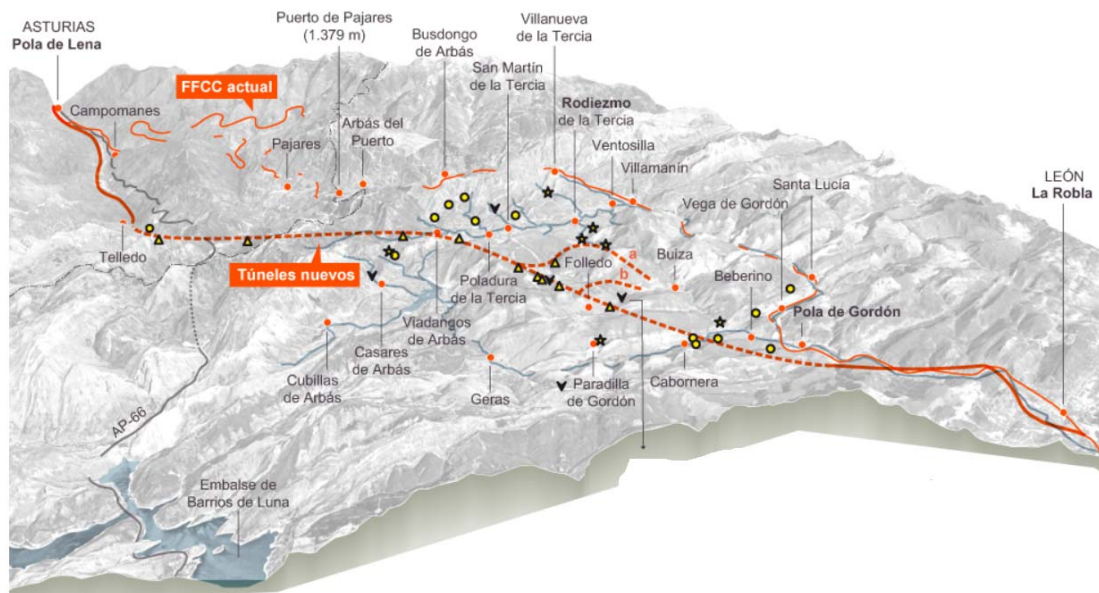 ASTURIAS
Pola de Lena
Puerto de Pajares
(1.379 m)
Busdongo
de Arbás
Villanueva
de la Tercia
San Martín
de la Tercia
FFCC actual
Campomanes
Rodiezmo
de la Tercia
Arbás del
Puerto
Pajares
Ventosilla
Villamanín
Santa Lucía
LEÓN
La Robla
Vega de Gordón
Telledo
Túneles nuevos
a
b
Folledo
Buiza
Beberino
Poladura
de la Tercia
Pola de Gordón
Vladangos
de Arbás
Casares
de Arbás
Cubillas
de Arbás
Geras
Paradilla
de Gordón
Cabornera
AP-66
Embalse de
Barrios de Luna